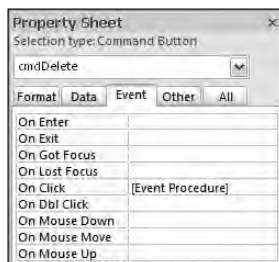 Property Sheet
Selection type: Command Button
cmdDelete
Format Data Event Other All
On Enter
On Exit
On Got Focus
On Lost Focus
On Click [Event Procedure]
On Dbl Click
On Mouse Down
On Mouse Move
On Mouse Up